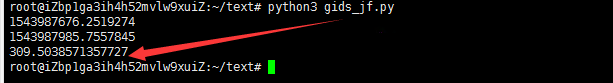 root@iZbp1ga3ih4h52mvlw9xuiZ:~/text# python3 gids_jf.py
1543987676.2519274
1543987985.7557845
309.5038571357727
root@iZbp1ga3ih4h52mvlw9xuiZ:~/text#